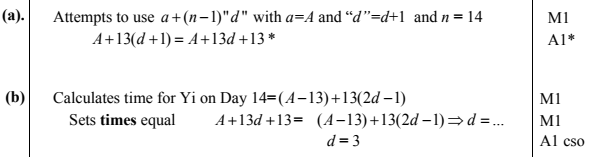 (a). Attempts to use a+(n−1)"d" with a=A and "d"=d+1 and n = 14 M1
A+13(d+1) = A+13d+13 * A1*
(b) Calculates time for Yi on Day 14=(A−13)+13(2d−1) M1
Sets times equal A+13d+13= (A−13)+13(2d−1)⇒d=... M1
d = 3 A1 cso